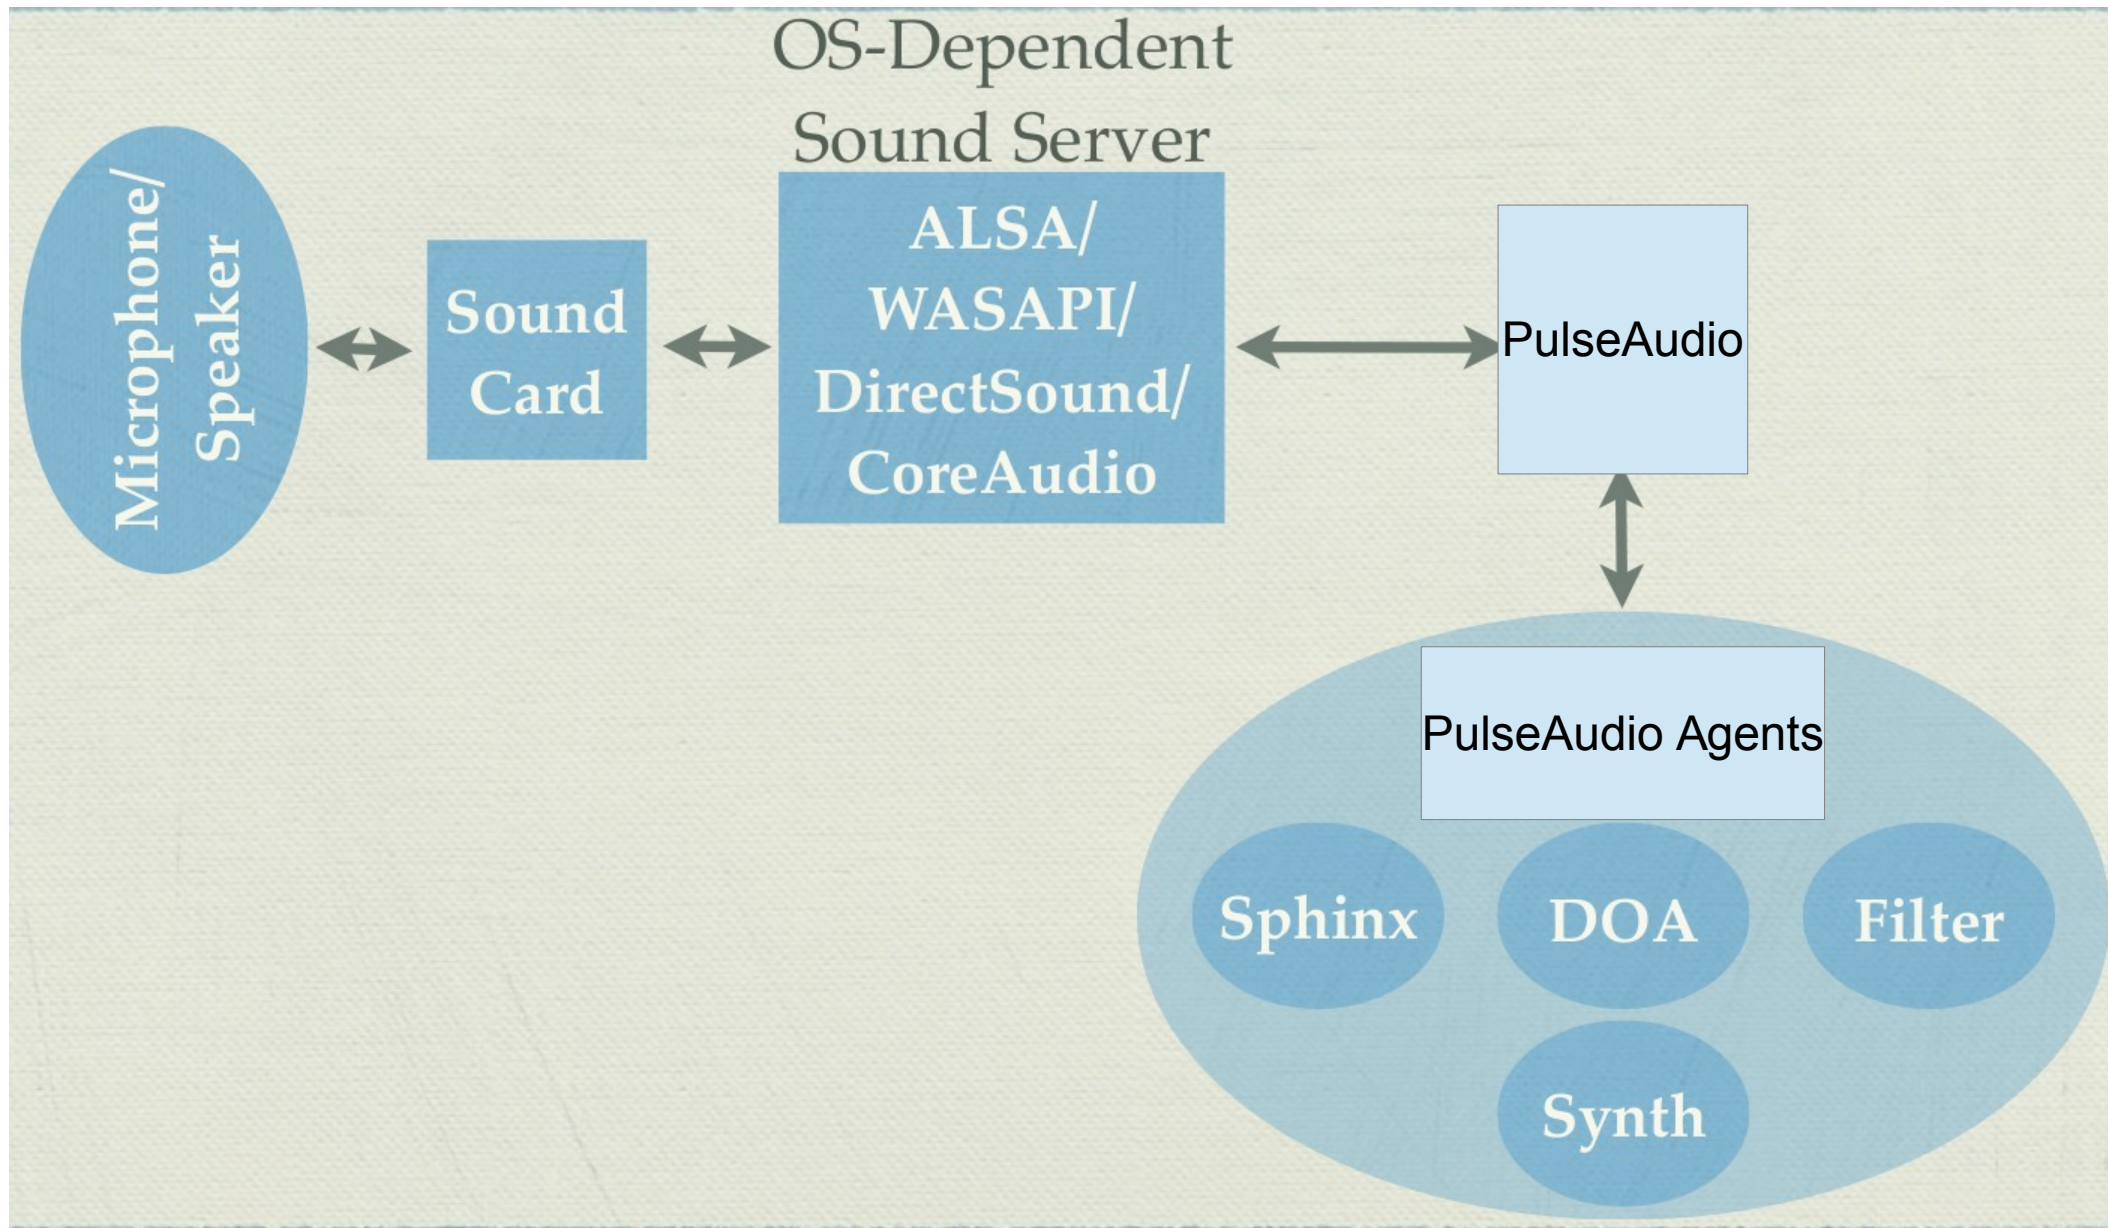 OS-Dependent
Sound Server
Microphone/
Speaker
Sound
Card
ALSA/
WASAPI/
DirectSound/
CoreAudio
PulseAudio
PulseAudio Agents
Sphinx
DOA
Filter
Synth